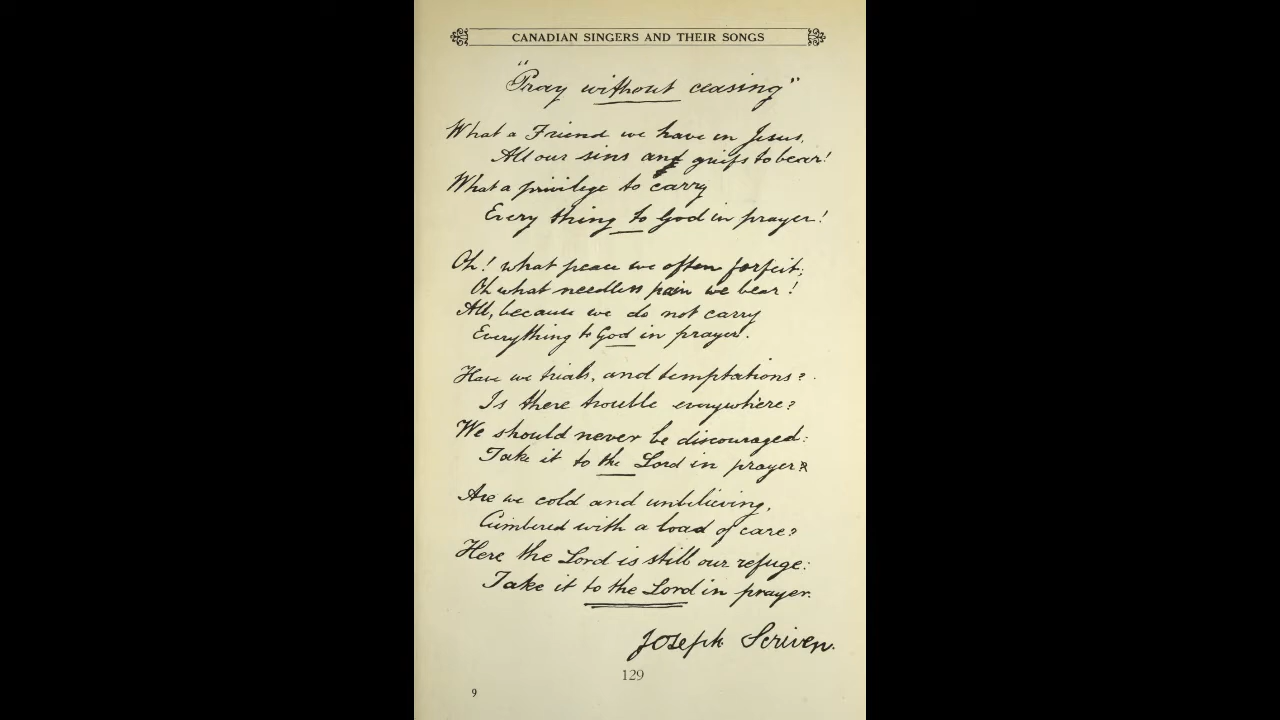 CANADIAN SINGERS AND THEIR SONGS
"Pray without ceasing"
What a Friend we have in Jesus,
All our sins and griefs to bear!
What a privilege to carry
Every thing to God in prayer!
Oh! what peace we often forfeit;
Oh what needless pain we bear!
All, because we do not carry
Everything to God in prayer.
Have we trials, and temptations?
Is there trouble everywhere?
We should never be discouraged:
Take it to the Lord in prayer.
Are we cold and unbelieving,
Cumbered with a load of care?
Here the Lord is still our refuge:
Take it to the Lord in prayer.
Joseph Scriven.
129
9